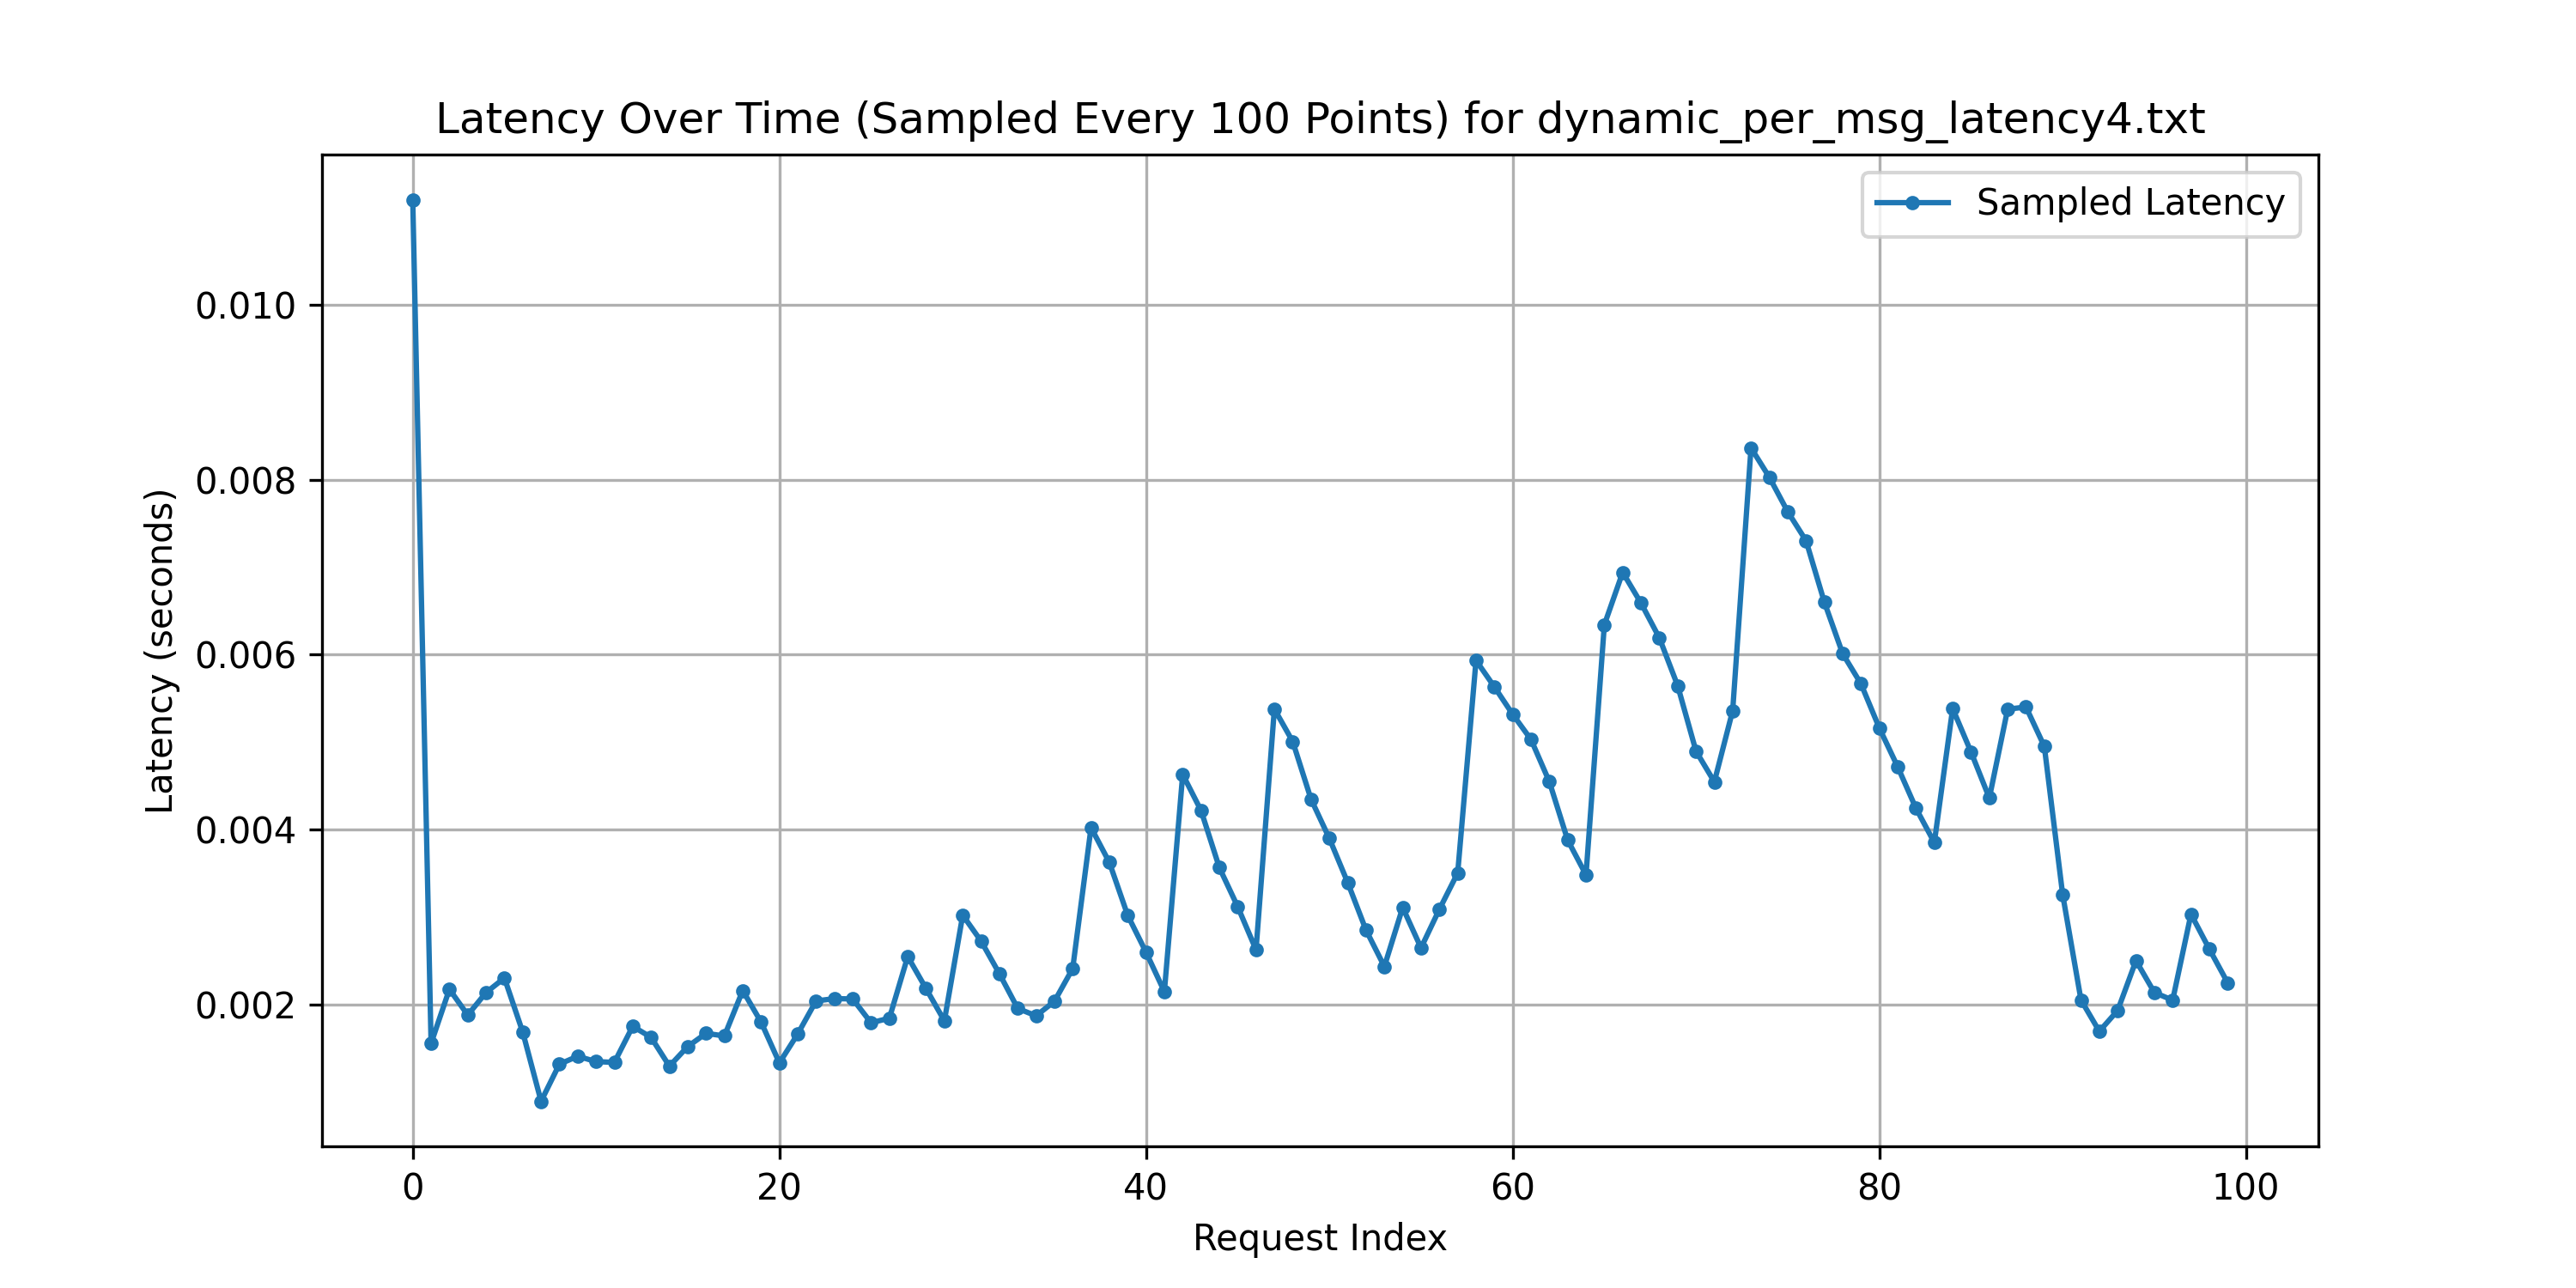 Latency Over Time (Sampled Every 100 Points) for dynamic_per_msg_latency4.txt
Sampled Latency
0.010
0.008
0.006
0.004
0.002
Latency (seconds)
0 20 40 60 80 100
Request Index